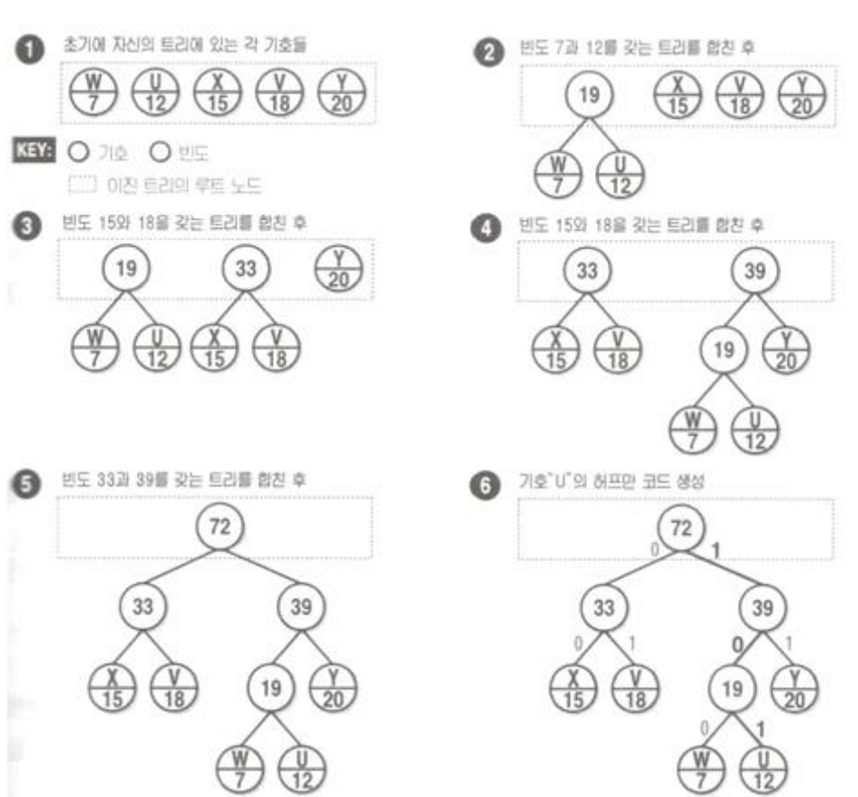 1 초기에 자신의 트리에 있는 각 기호들
W U X V Y
7 12 15 18 20
KEY: 기호 빈도
이진 트리의 루트 노드
2 빈도 7과 12를 갖는 트리를 합친 후
19 X V Y
15 18 20
W U
7 12
3 빈도 15와 18을 갖는 트리를 합친 후
19 33 Y
20
W U X V
7 12 15 18
4 빈도 15와 18을 갖는 트리를 합친 후
33 39
X V 19 Y
15 18 20
W U
7 12
5 빈도 33과 39를 갖는 트리를 합친 후
72
33 39
X V 19 Y
15 18 20
W U
7 12
6 기호"U"의 허프만 코드 생성
72
0 1
33 39
0 1 0 1
X V 19 Y
15 18 20
0 1
W U
7 12